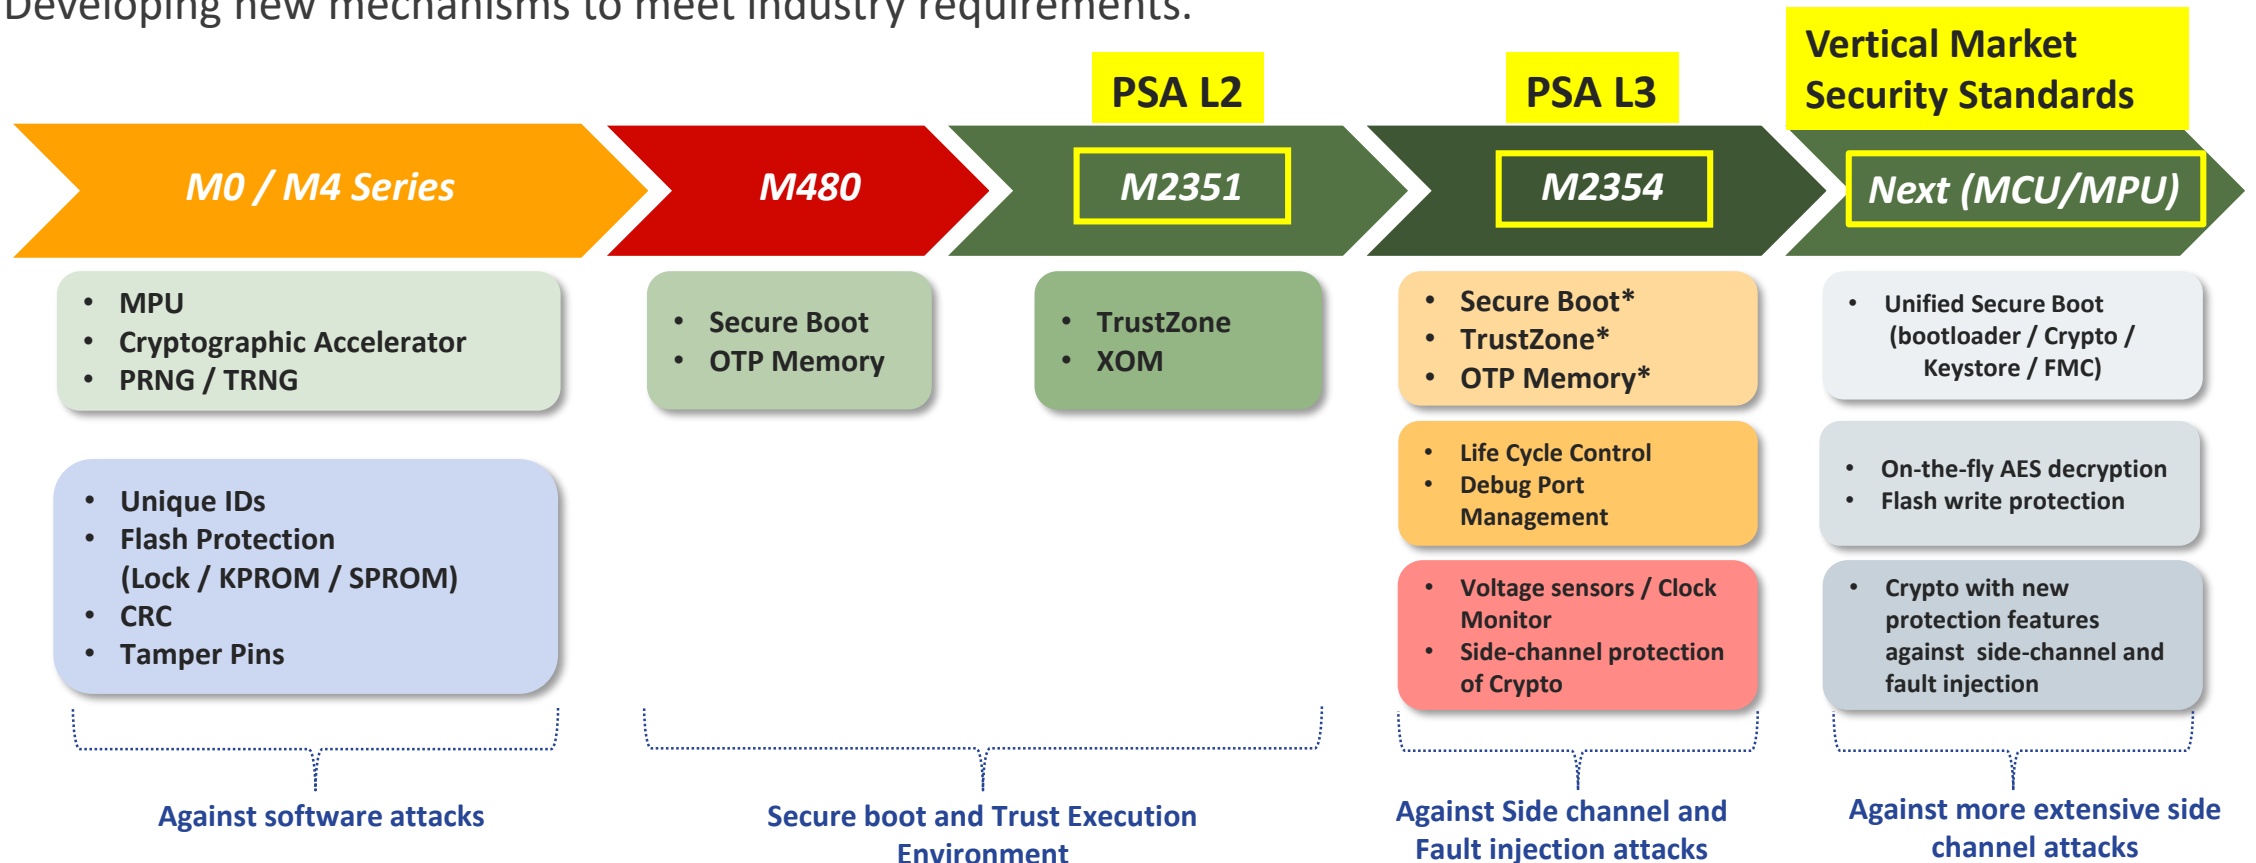 Developing new mechanisms to meet industry requirements.
Vertical Market
Security Standards
PSA L2
PSA L3
M0 / M4 Series
M480
M2351
M2354
Next (MCU/MPU)
• MPU
• Cryptographic Accelerator
• PRNG / TRNG
• Unique IDs
• Flash Protection
(Lock / KPROM / SPROM)
• CRC
• Tamper Pins
• Secure Boot
• OTP Memory
• TrustZone
• XOM
• Secure Boot*
• TrustZone*
• OTP Memory*
• Life Cycle Control
• Debug Port
Management
• Voltage sensors / Clock
Monitor
• Side-channel protection
of Crypto
• Unified Secure Boot
(bootloader / Crypto /
Keystore / FMC)
• On-the-fly AES decryption
• Flash write protection
• Crypto with new
protection features
against side-channel and
fault injection
Against software attacks
Secure boot and Trust Execution
Environment
Against Side channel and
Fault injection attacks
Against more extensive side
channel attacks